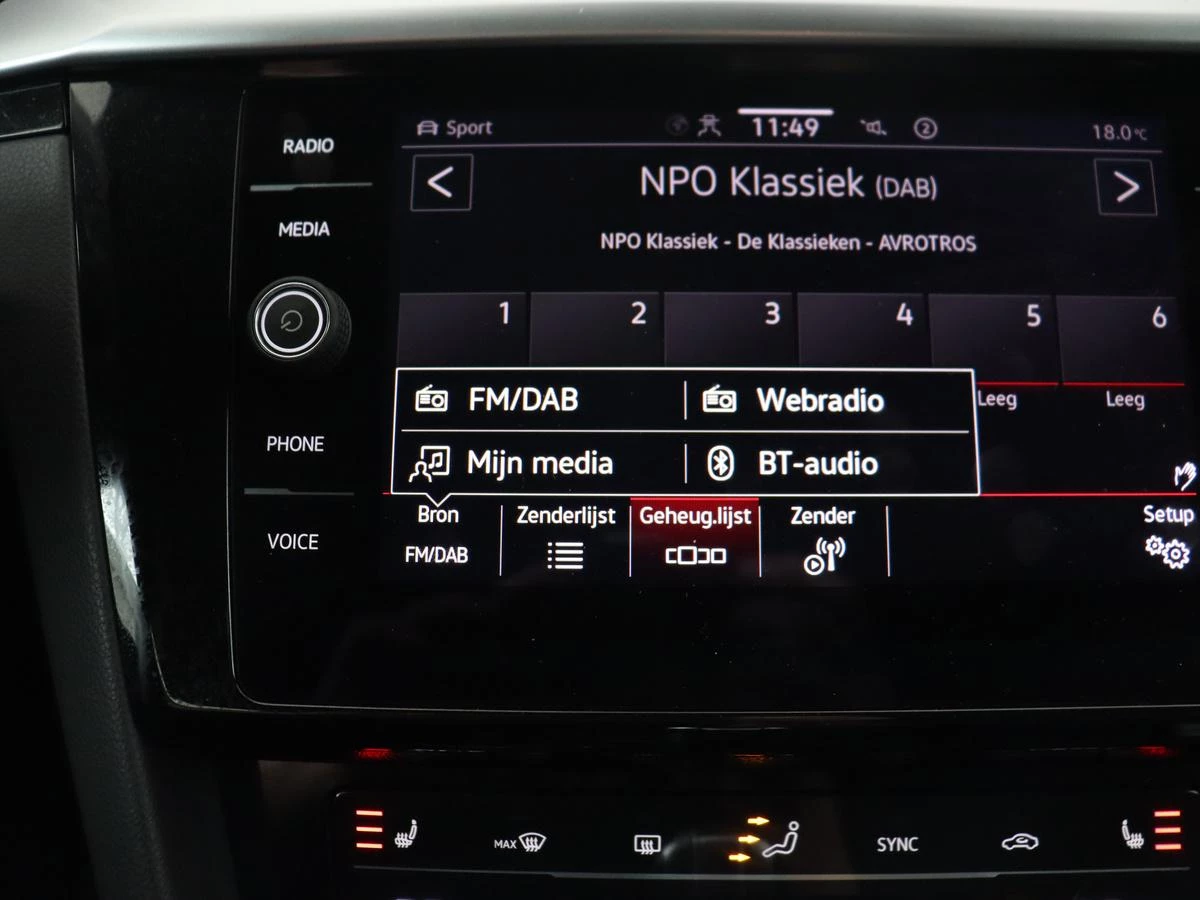 RADIO
MEDIA
PHONE
VOICE
Sport
11:49
2
18.0°C
<
NPO Klassiek (DAB)
>
NPO Klassiek - De Klassieken - AVROTROS
1 2 3 4 5 6
FM/DAB
Webradio
Leeg
Leeg
Mijn media
BT-audio
Bron
FM/DAB
Zenderlijst
Geheug.lijst
Zender
Setup
MAX
SYNC